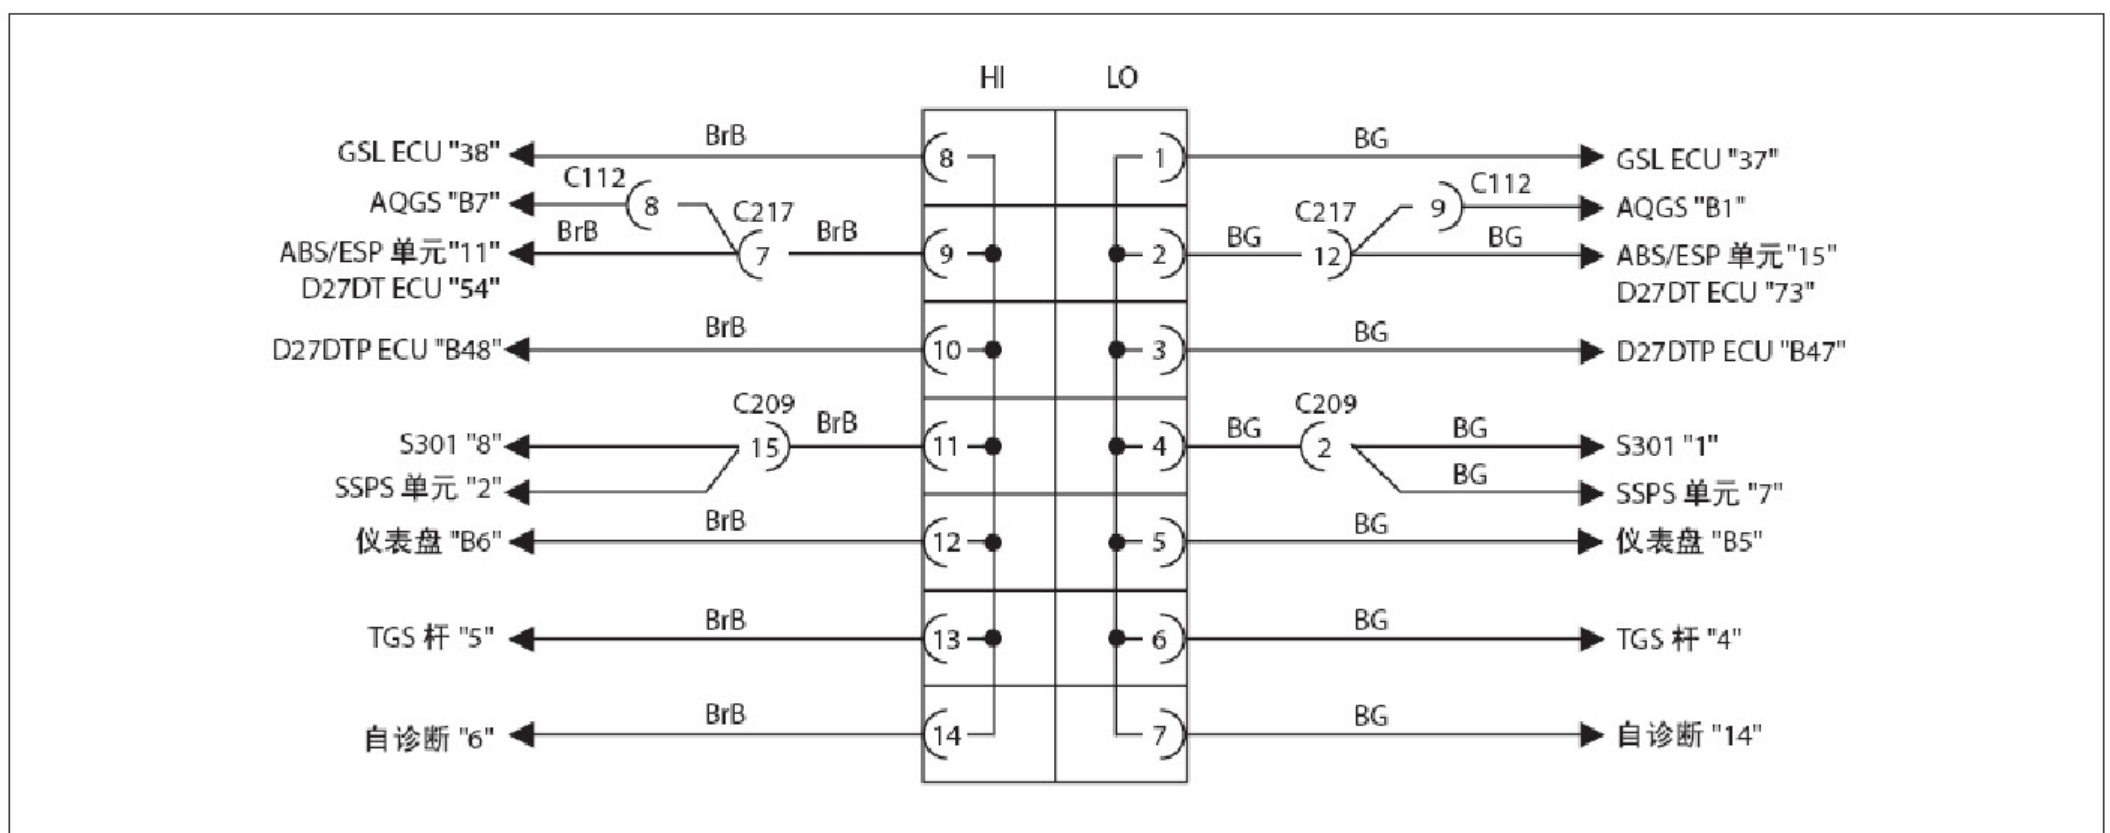 HI LO
GSL ECU "38" BrB 8 1 BG GSL ECU "37"
AQGS "B7" C112 8 9 C112 AQGS "B1"
ABS/ESP 单元"11" BrB C217 7 BrB 9 2 BG C217 12 BG ABS/ESP 单元"15"
D27DT ECU "54" D27DT ECU "73"
D27DTP ECU "B48" BrB 10 3 BG D27DTP ECU "B47"
S301 "8" C209 15 BrB 11 4 BG C209 2 BG S301 "1"
SSPS 单元 "2" BG SSPS 单元 "7"
仪表盘 "B6" BrB 12 5 BG 仪表盘 "B5"
TGS 杆 "5" BrB 13 6 BG TGS 杆 "4"
自诊断 "6" BrB 14 7 BG 自诊断 "14"